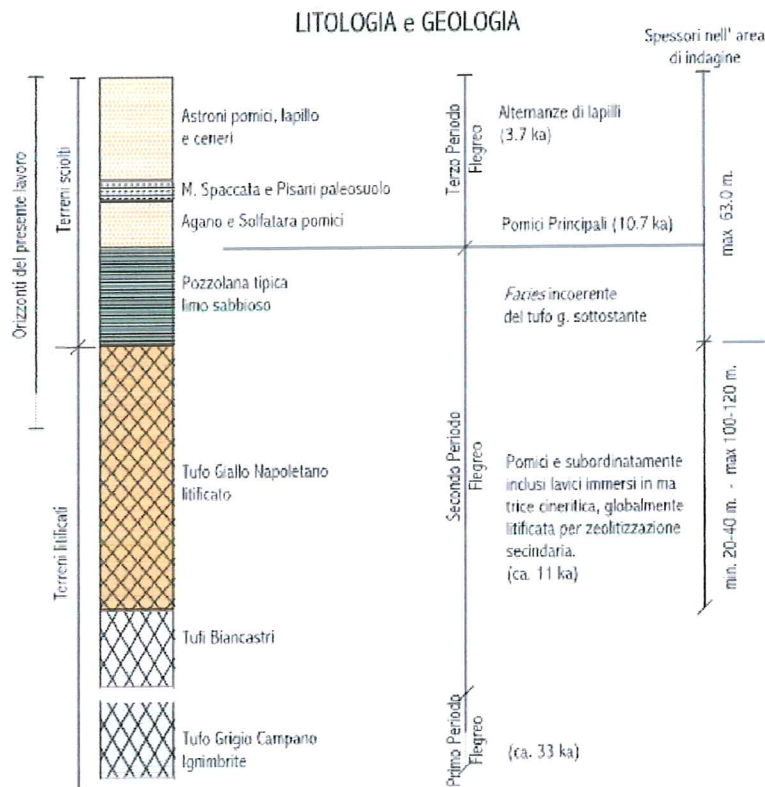 LITOLOGIA e GEOLOGIA
Spessori nell' area
di indagine
Orizzonti del presente lavoro
Terreni sciolti
Astroni pomici, lapillo
e ceneri
M. Spaccata e Pisani paleosuolo
Agano e Solfatara pomici
Terzo Periodo
Flegreo
Alternanze di lapilli
(3.7 ka)
Pomici Principali (10.7 ka)
max 63.0 m.
Pozzolana tipica
limo sabbioso
Facies incoerente
del tufo g. sottostante
Terreni litificati
Tufo Giallo Napoletano
litificato
Secondo Periodo
Flegreo
Pomici e subordinatamente
inclusi lavici immersi in ma
trice cineritica, globalmente
litificata per zeolitizzazione
secindaria.
(ca. 11 ka)
min. 20-40 m. - max 100-120 m.
Tufi Biancastri
Tufo Grigio Campano
Ignimbrite
Primo Periodo
Flegreo
(ca. 33 ka)